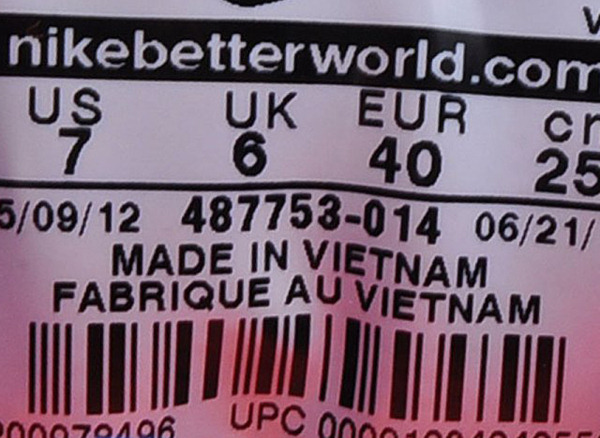 nikebetterworld.com
US UK EUR
7 6 40 25
5/09/12 487753-014 06/21/
MADE IN VIETNAM
FABRIQUE AU VIETNAM
UPC